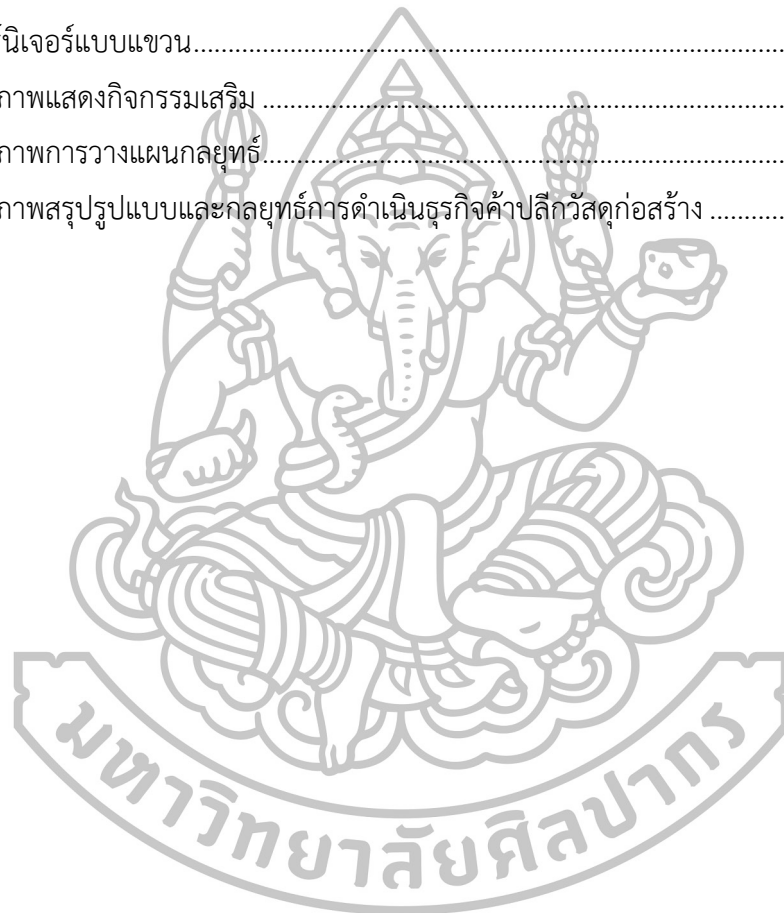 นิเจอร์แบบแขวน
ภาพแสดงกิจกรรมเสริม
ภาพการวางแผนกลยุทธ์
ภาพสรุปรูปแบบและกลยุทธ์การดำเนินธุรกิจค้าปลีกวัสดุก่อสร้าง
มหาวิทยาลัยศิลปากร